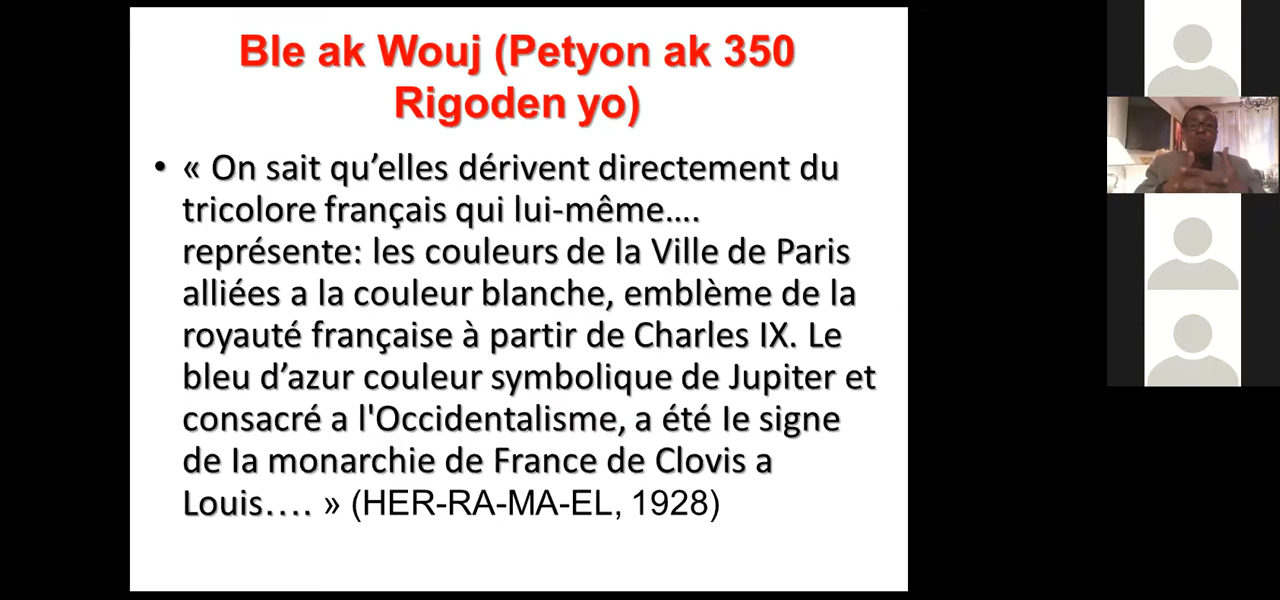 Ble ak Wouj (Petyon ak 350
Rigoden yo)
• « On sait qu’elles dérivent directement du
tricolore français qui lui-même….
représente: les couleurs de la Ville de Paris
alliées a la couleur blanche, emblème de la
royauté française à partir de Charles IX. Le
bleu d’azur couleur symbolique de Jupiter et
consacré a l'Occidentalisme, a été Ie signe
de Ia monarchie de France de Clovis a
Louis…. » (HER-RA-MA-EL, 1928)